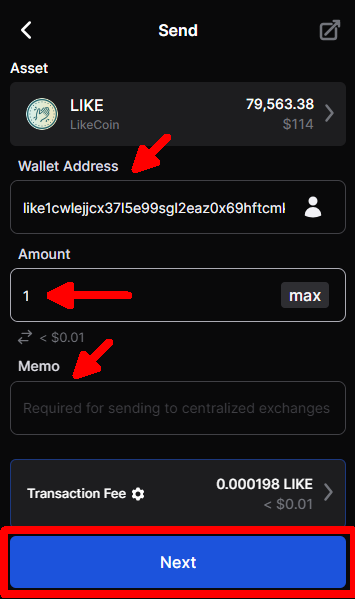 Send
Asset
LIKE
79,563.38
LikeCoin
$114
Wallet Address
like1cwlejjcx37l5e99sgl2eaz0x69hftcml
Amount
1
max
< $0.01
Memo
Required for sending to centralized exchanges
Transaction Fee
0.000198 LIKE
< $0.01
Next